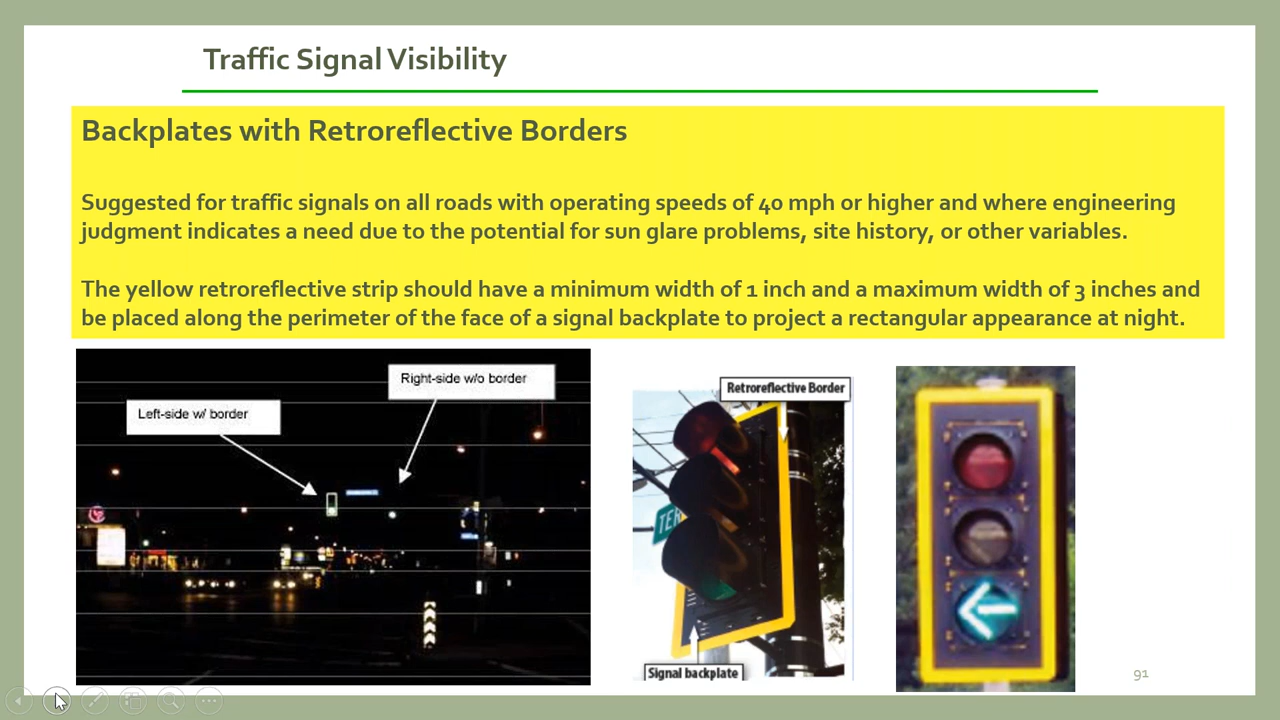 Traffic Signal Visibility
Backplates with Retroreflective Borders
Suggested for traffic signals on all roads with operating speeds of 40 mph or higher and where engineering
judgment indicates a need due to the potential for sun glare problems, site history, or other variables.
The yellow retroreflective strip should have a minimum width of 1 inch and a maximum width of 3 inches and
be placed along the perimeter of the face of a signal backplate to project a rectangular appearance at night.
Right-side w/o border
Left-side w/ border
Retroreflective Border
TER
Signal backplate
91